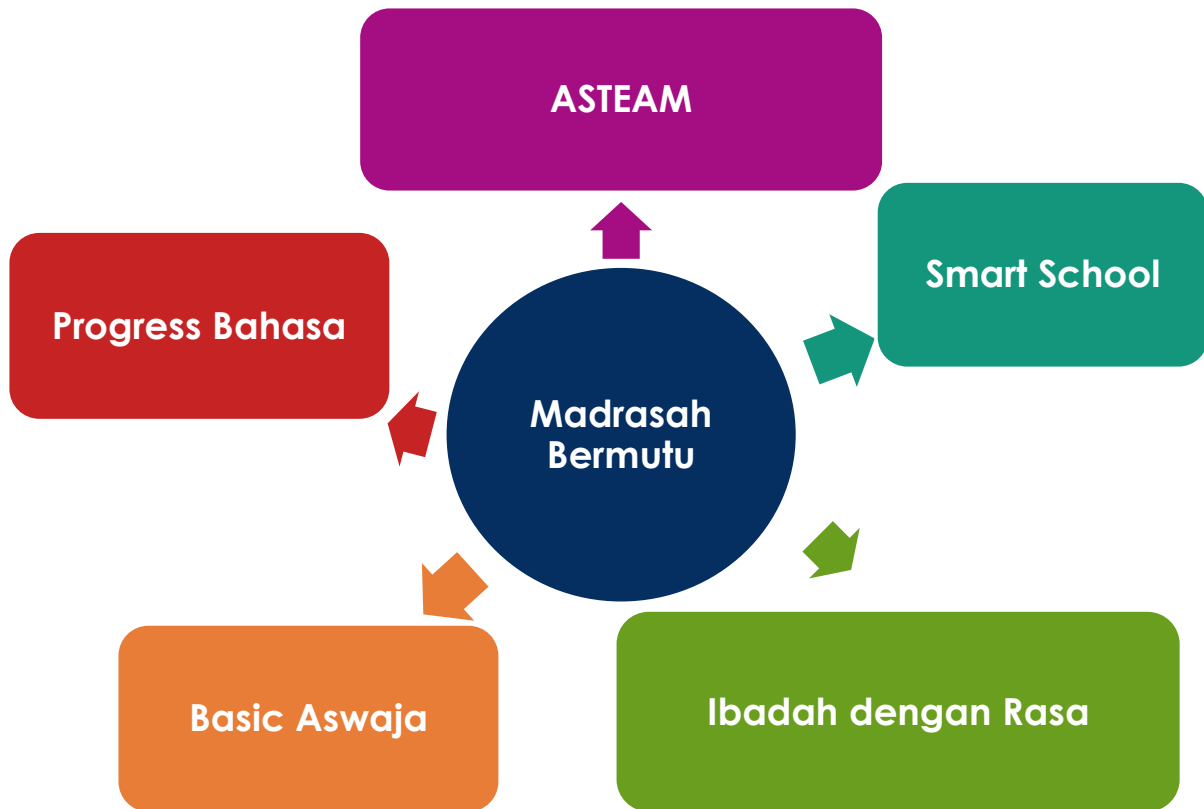 ASTEAM
Smart School
Progress Bahasa
Madrasah
Bermutu
Basic Aswaja
Ibadah dengan Rasa